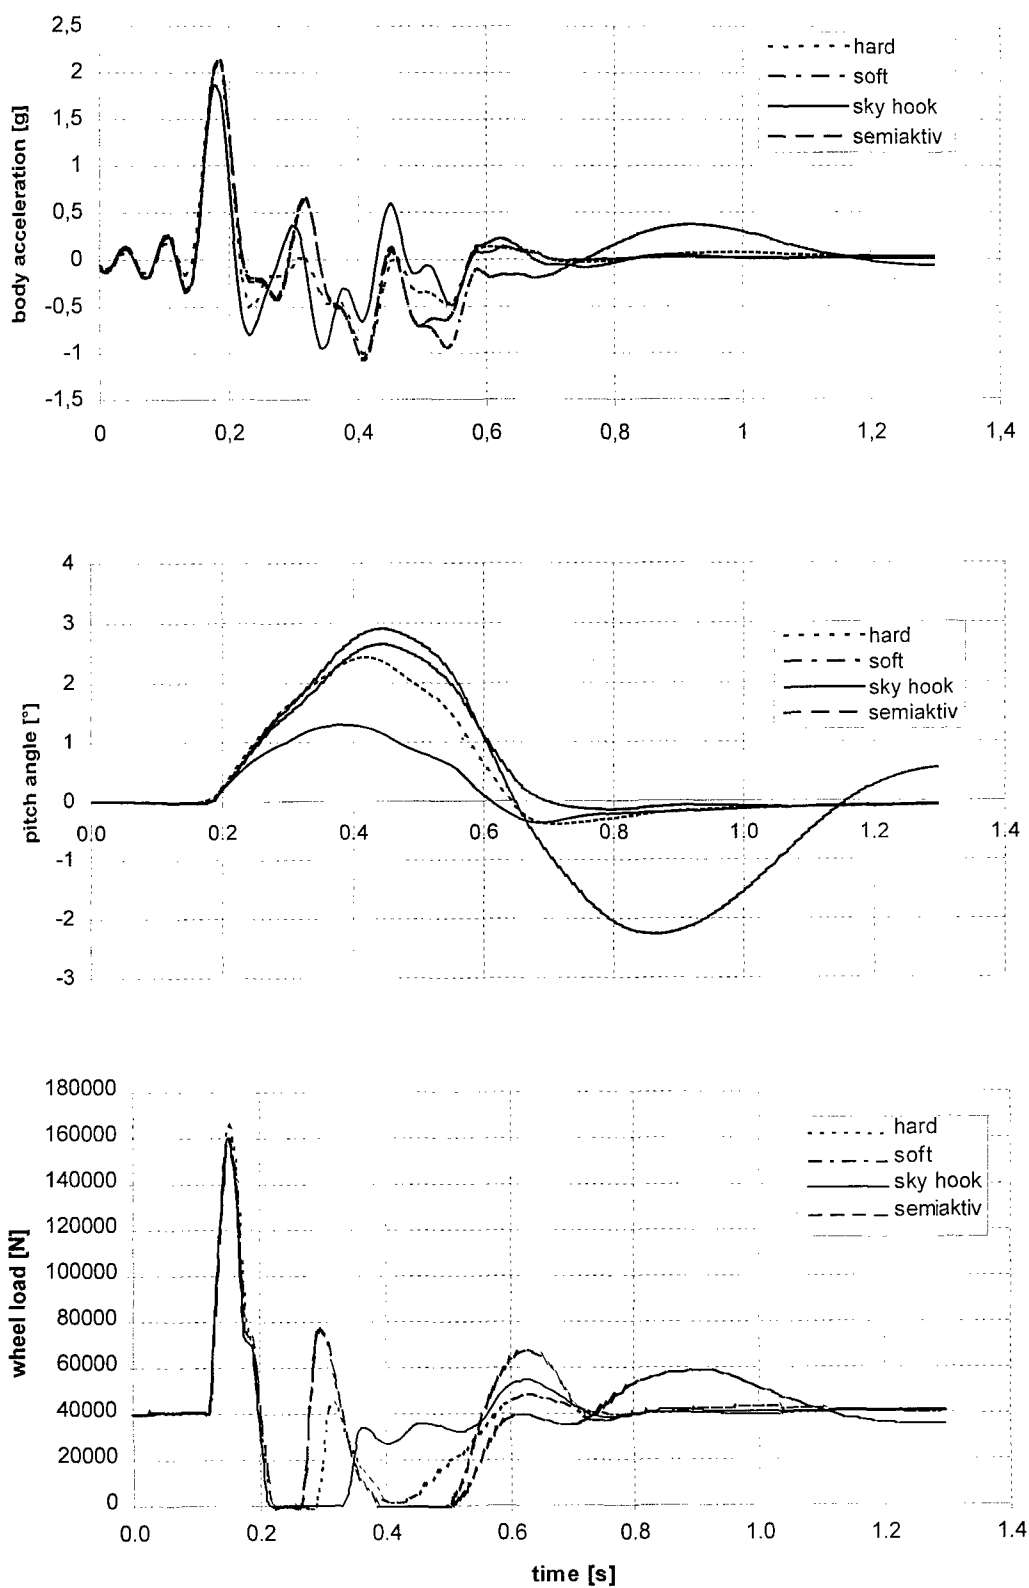 2,5
2
1,5
1
0,5
0
-0,5
-1
-1,5
body acceleration [g]
hard
soft
sky hook
semiaktiv
0 0,2 0,4 0,6 0,8 1 1,2 1,4
4
3
2
1
0
-1
-2
-3
pitch angle [°]
hard
soft
sky hook
semiaktiv
0.0 0.2 0.4 0.6 0.8 1.0 1.2 1.4
180000
160000
140000
120000
100000
80000
60000
40000
20000
0
wheel load [N]
hard
soft
sky hook
semiaktiv
0.0 0.2 0.4 0.6 0.8 1.0 1.2 1.4
time [s]